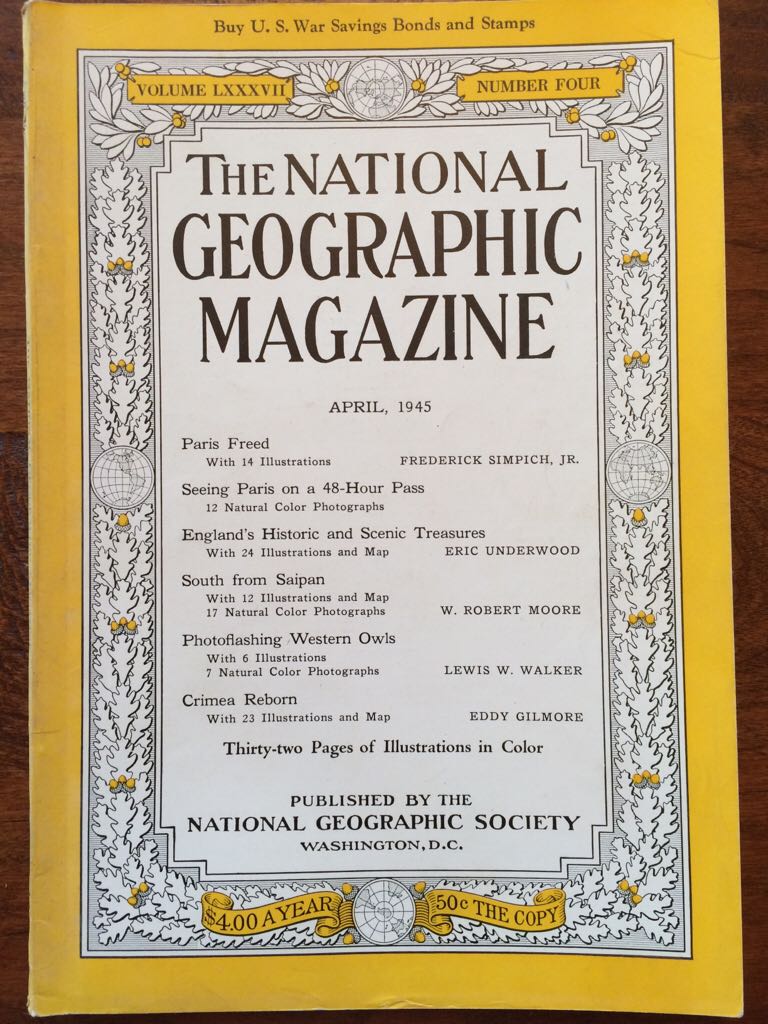 Buy U. S. War Savings Bonds and Stamps
VOLUME LXXXVII NUMBER FOUR
THE NATIONAL
GEOGRAPHIC
MAGAZINE
APRIL, 1945
Paris Freed
With 14 Illustrations FREDERICK SIMPICH, JR.
Seeing Paris on a 48-Hour Pass
12 Natural Color Photographs
England's Historic and Scenic Treasures
With 24 Illustrations and Map ERIC UNDERWOOD
South from Saipan
With 12 Illustrations and Map
17 Natural Color Photographs W. ROBERT MOORE
Photoflashing Western Owls
With 6 Illustrations
7 Natural Color Photographs LEWIS W. WALKER
Crimea Reborn
With 23 Illustrations and Map EDDY GILMORE
Thirty-two Pages of Illustrations in Color
PUBLISHED BY THE
NATIONAL GEOGRAPHIC SOCIETY
WASHINGTON, D.C.
$4.00 A YEAR 50c THE COPY